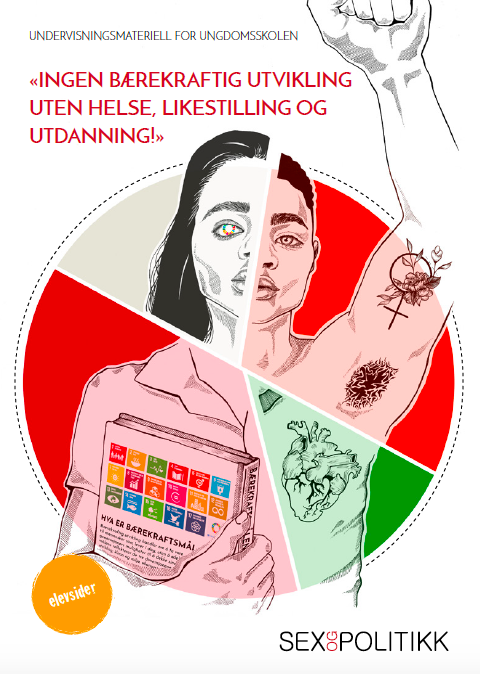 UNDERVISNINGSMATERIELL FOR UNGDOMSSKOLEN
«INGEN BÆREKRAFTIG UTVIKLING
UTEN HELSE, LIKESTILLING OG
UTDANNING!»
HVA ER BÆREKRAFTSMÅL
elevsider
SEX OG POLITIKK